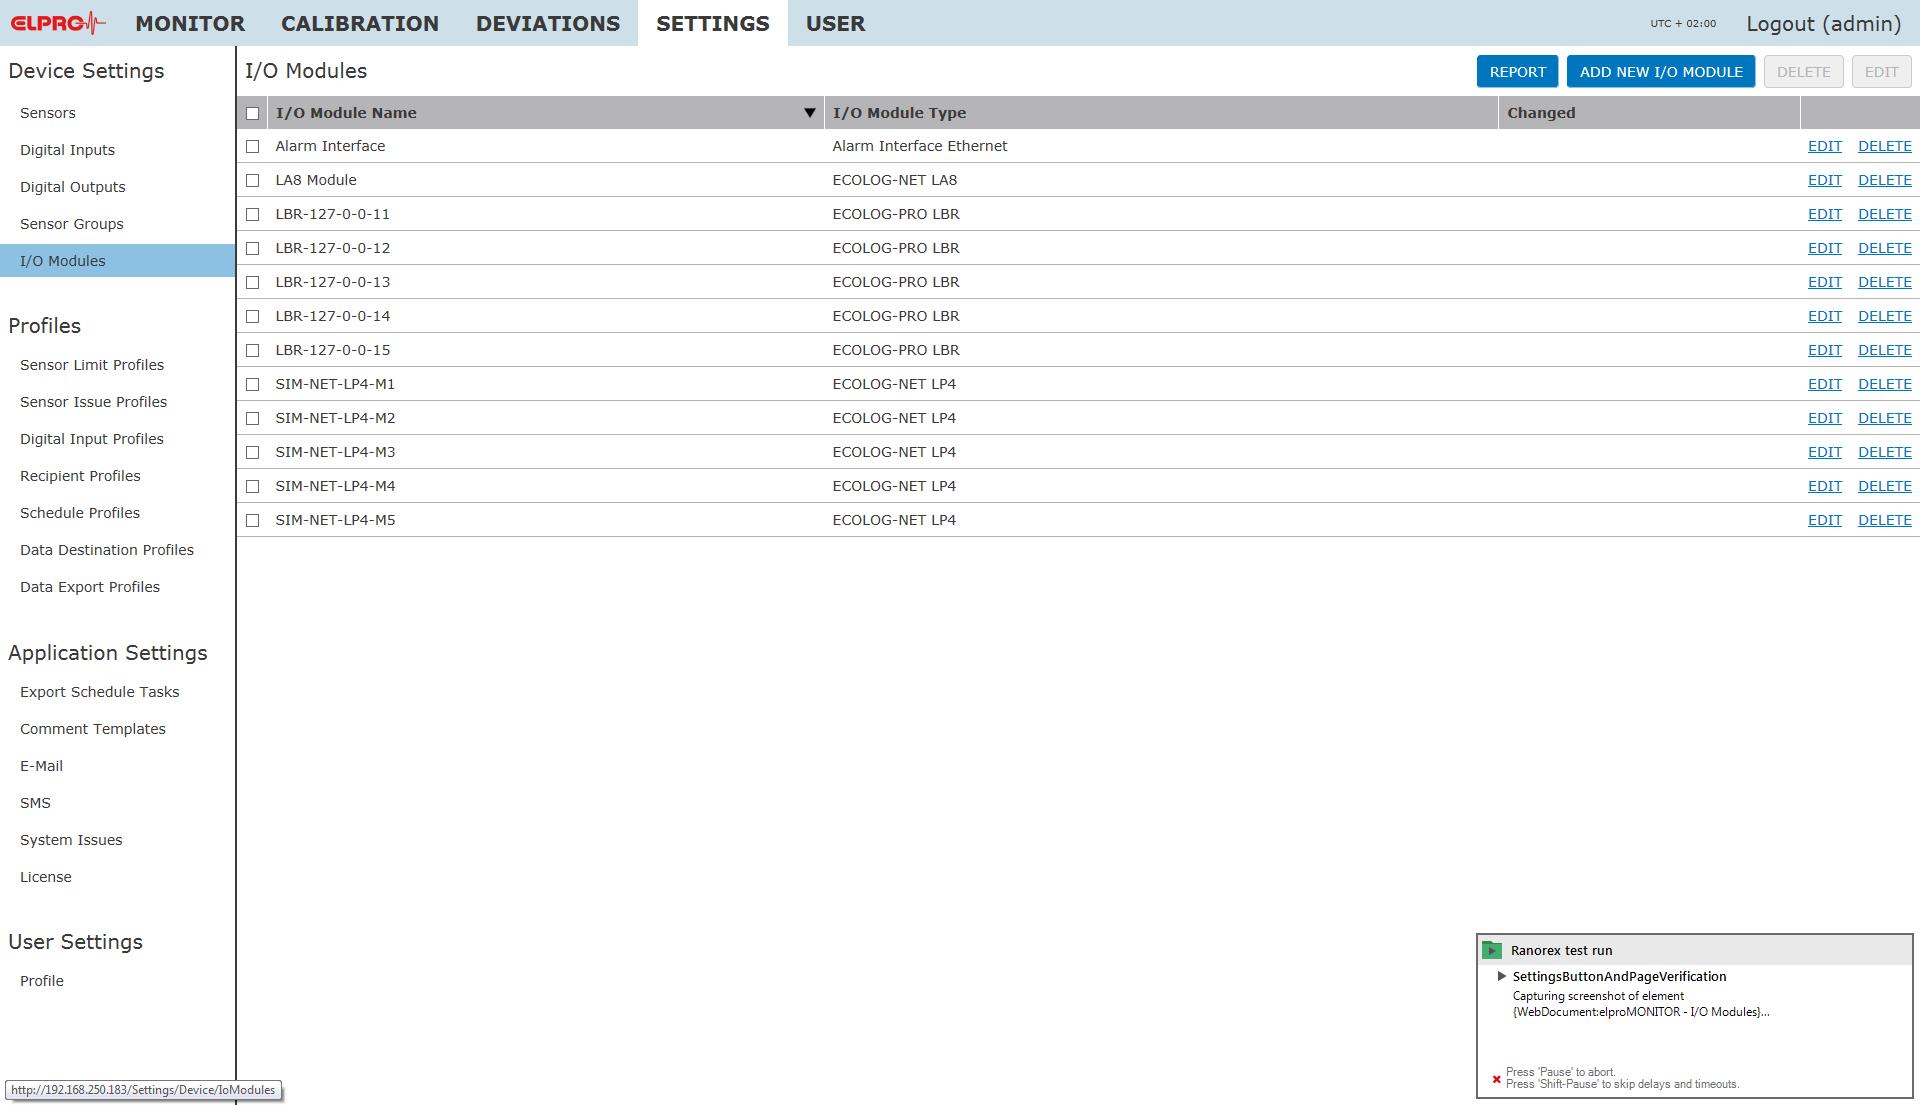 ELPRO MONITOR CALIBRATION DEVIATIONS SETTINGS USER UTC + 02:00 Logout (admin)
Device Settings
Sensors
Digital Inputs
Digital Outputs
Sensor Groups
I/O Modules
Profiles
Sensor Limit Profiles
Sensor Issue Profiles
Digital Input Profiles
Recipient Profiles
Schedule Profiles
Data Destination Profiles
Data Export Profiles
Application Settings
Export Schedule Tasks
Comment Templates
E-Mail
SMS
System Issues
License
User Settings
Profile
http://192.168.250.183/Settings/Device/IoModules
I/O Modules REPORT ADD NEW I/O MODULE DELETE EDIT
I/O Module Name I/O Module Type Changed
Alarm Interface Alarm Interface Ethernet EDIT DELETE
LA8 Module ECOLOG-NET LA8 EDIT DELETE
LBR-127-0-0-11 ECOLOG-PRO LBR EDIT DELETE
LBR-127-0-0-12 ECOLOG-PRO LBR EDIT DELETE
LBR-127-0-0-13 ECOLOG-PRO LBR EDIT DELETE
LBR-127-0-0-14 ECOLOG-PRO LBR EDIT DELETE
LBR-127-0-0-15 ECOLOG-PRO LBR EDIT DELETE
SIM-NET-LP4-M1 ECOLOG-NET LP4 EDIT DELETE
SIM-NET-LP4-M2 ECOLOG-NET LP4 EDIT DELETE
SIM-NET-LP4-M3 ECOLOG-NET LP4 EDIT DELETE
SIM-NET-LP4-M4 ECOLOG-NET LP4 EDIT DELETE
SIM-NET-LP4-M5 ECOLOG-NET LP4 EDIT DELETE
Ranorex test run
SettingsButtonAndPageVerification
Capturing screenshot of element
{WebDocument:elproMONITOR - I/O Modules}...
Press 'Pause' to abort.
Press 'Shift-Pause' to skip delays and timeouts.